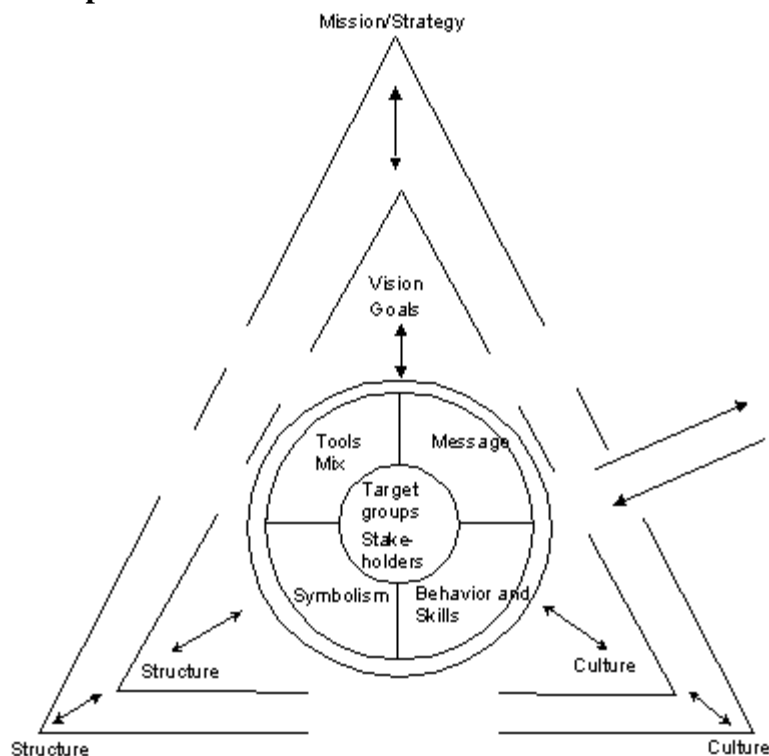 Mission/Strategy
Vision
Goals
Tools
Mix
Message
Target
groups
Stake-
holders
Symbolism
Behavior and
Skills
Structure
Culture
Structure
Culture